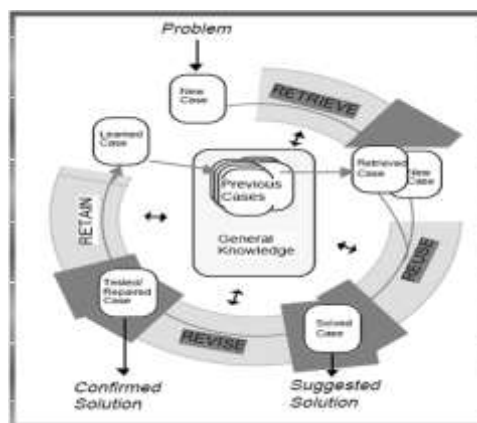 Problem
New
Case
RETRIEVE
Learned
Case
Retrieved
Case
New
Case
Previous
Cases
General
Knowledge
RETAIN
REUSE
Tested/
Repaired
Case
REVISE
Solved
Case
Confirmed
Solution
Suggested
Solution